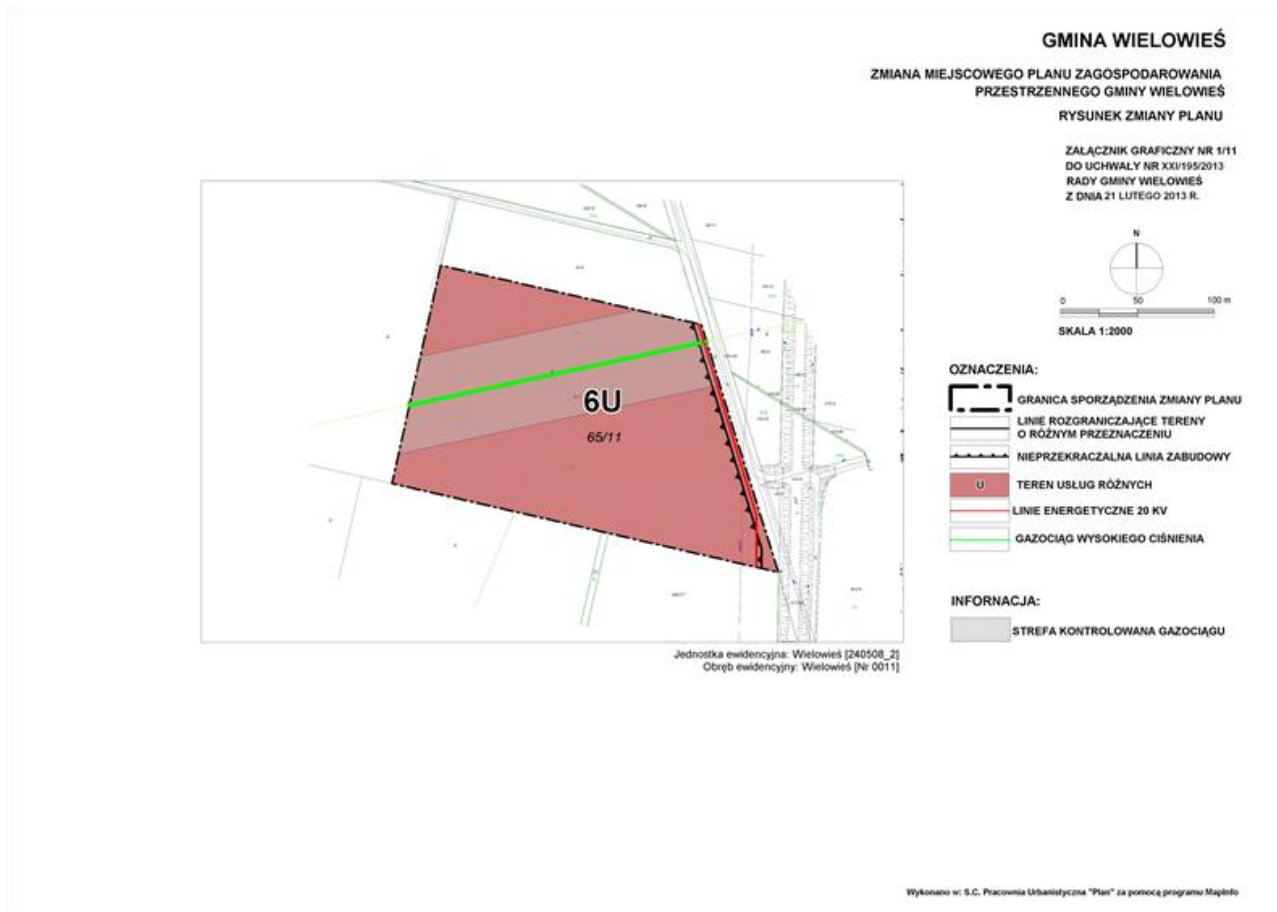 GMINA WIELOWIEŚ
ZMIANA MIEJSCOWEGO PLANU ZAGOSPODAROWANIA
PRZESTRZENNEGO GMINY WIELOWIEŚ
RYSUNEK ZMIANY PLANU
ZAŁĄCZNIK GRAFICZNY NR 1/11
DO UCHWAŁY NR XXI/195/2013
RADY GMINY WIELOWIEŚ
Z DNIA 21 LUTEGO 2013 R.
N
0 50 100 m
SKALA 1:2000
6U
65/11
OZNACZENIA:
GRANICA SPORZĄDZENIA ZMIANY PLANU
LINIE ROZGRANICZAJĄCE TERENY
O RÓŻNYM PRZEZNACZENIU
NIEPRZEKRACZALNA LINIA ZABUDOWY
U TEREN USŁUG RÓŻNYCH
LINIE ENERGETYCZNE 20 KV
GAZOCIĄG WYSOKIEGO CIŚNIENIA
INFORNACJA:
STREFA KONTROLOWANA GAZOCIĄGU
Jednostka ewidencyjna: Wielowieś [240508_2]
Obręb ewidencyjny: Wielowieś [Nr 0011]
Wykonano w: S.C. Pracownia Urbanistyczna "Plan" za pomocą programu MapInfo